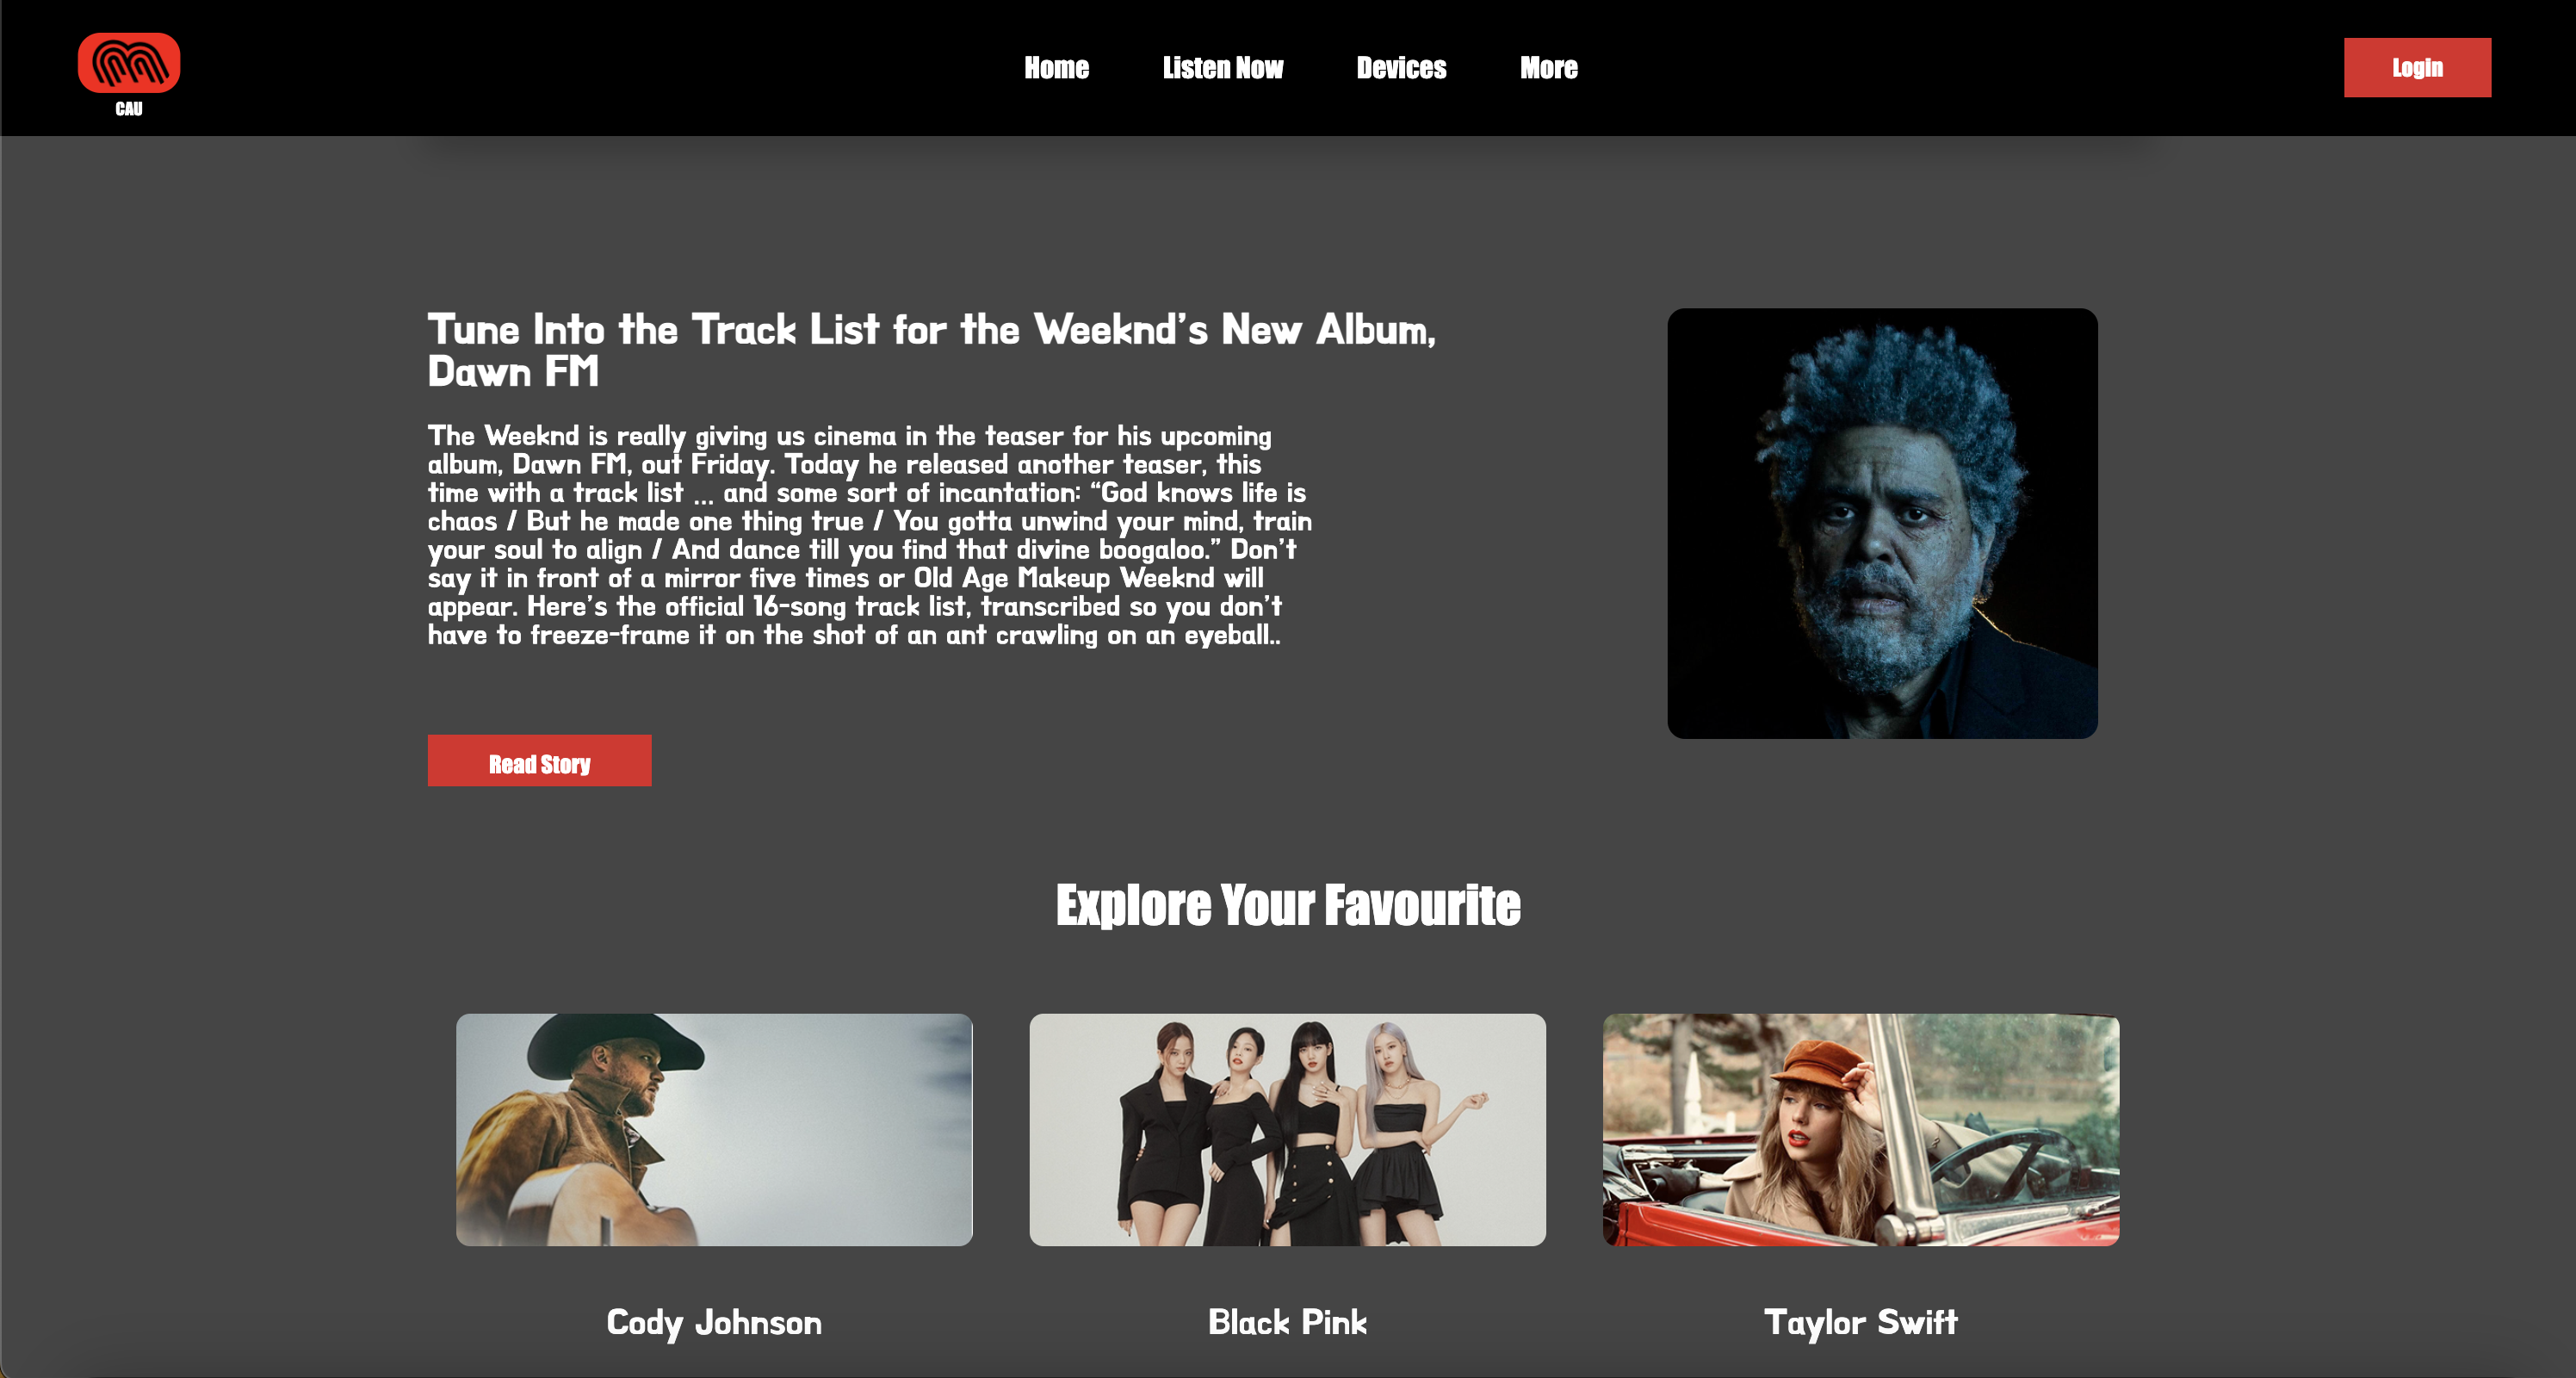 CAU
Home
Listen Now
Devices
More
Login
Tune Into the Track List for the Weeknd’s New Album,
Dawn FM
The Weeknd is really giving us cinema in the teaser for his upcoming
album, Dawn FM, out Friday. Today he released another teaser, this
time with a track list … and some sort of incantation: “God knows life is
chaos / But he made one thing true / You gotta unwind your mind, train
your soul to align / And dance till you find that divine boogaloo.” Don’t
say it in front of a mirror five times or Old Age Makeup Weeknd will
appear. Here’s the official 16-song track list, transcribed so you don’t
have to freeze-frame it on the shot of an ant crawling on an eyeball..
Read Story
Explore Your Favourite
Cody Johnson
Black Pink
Taylor Swift